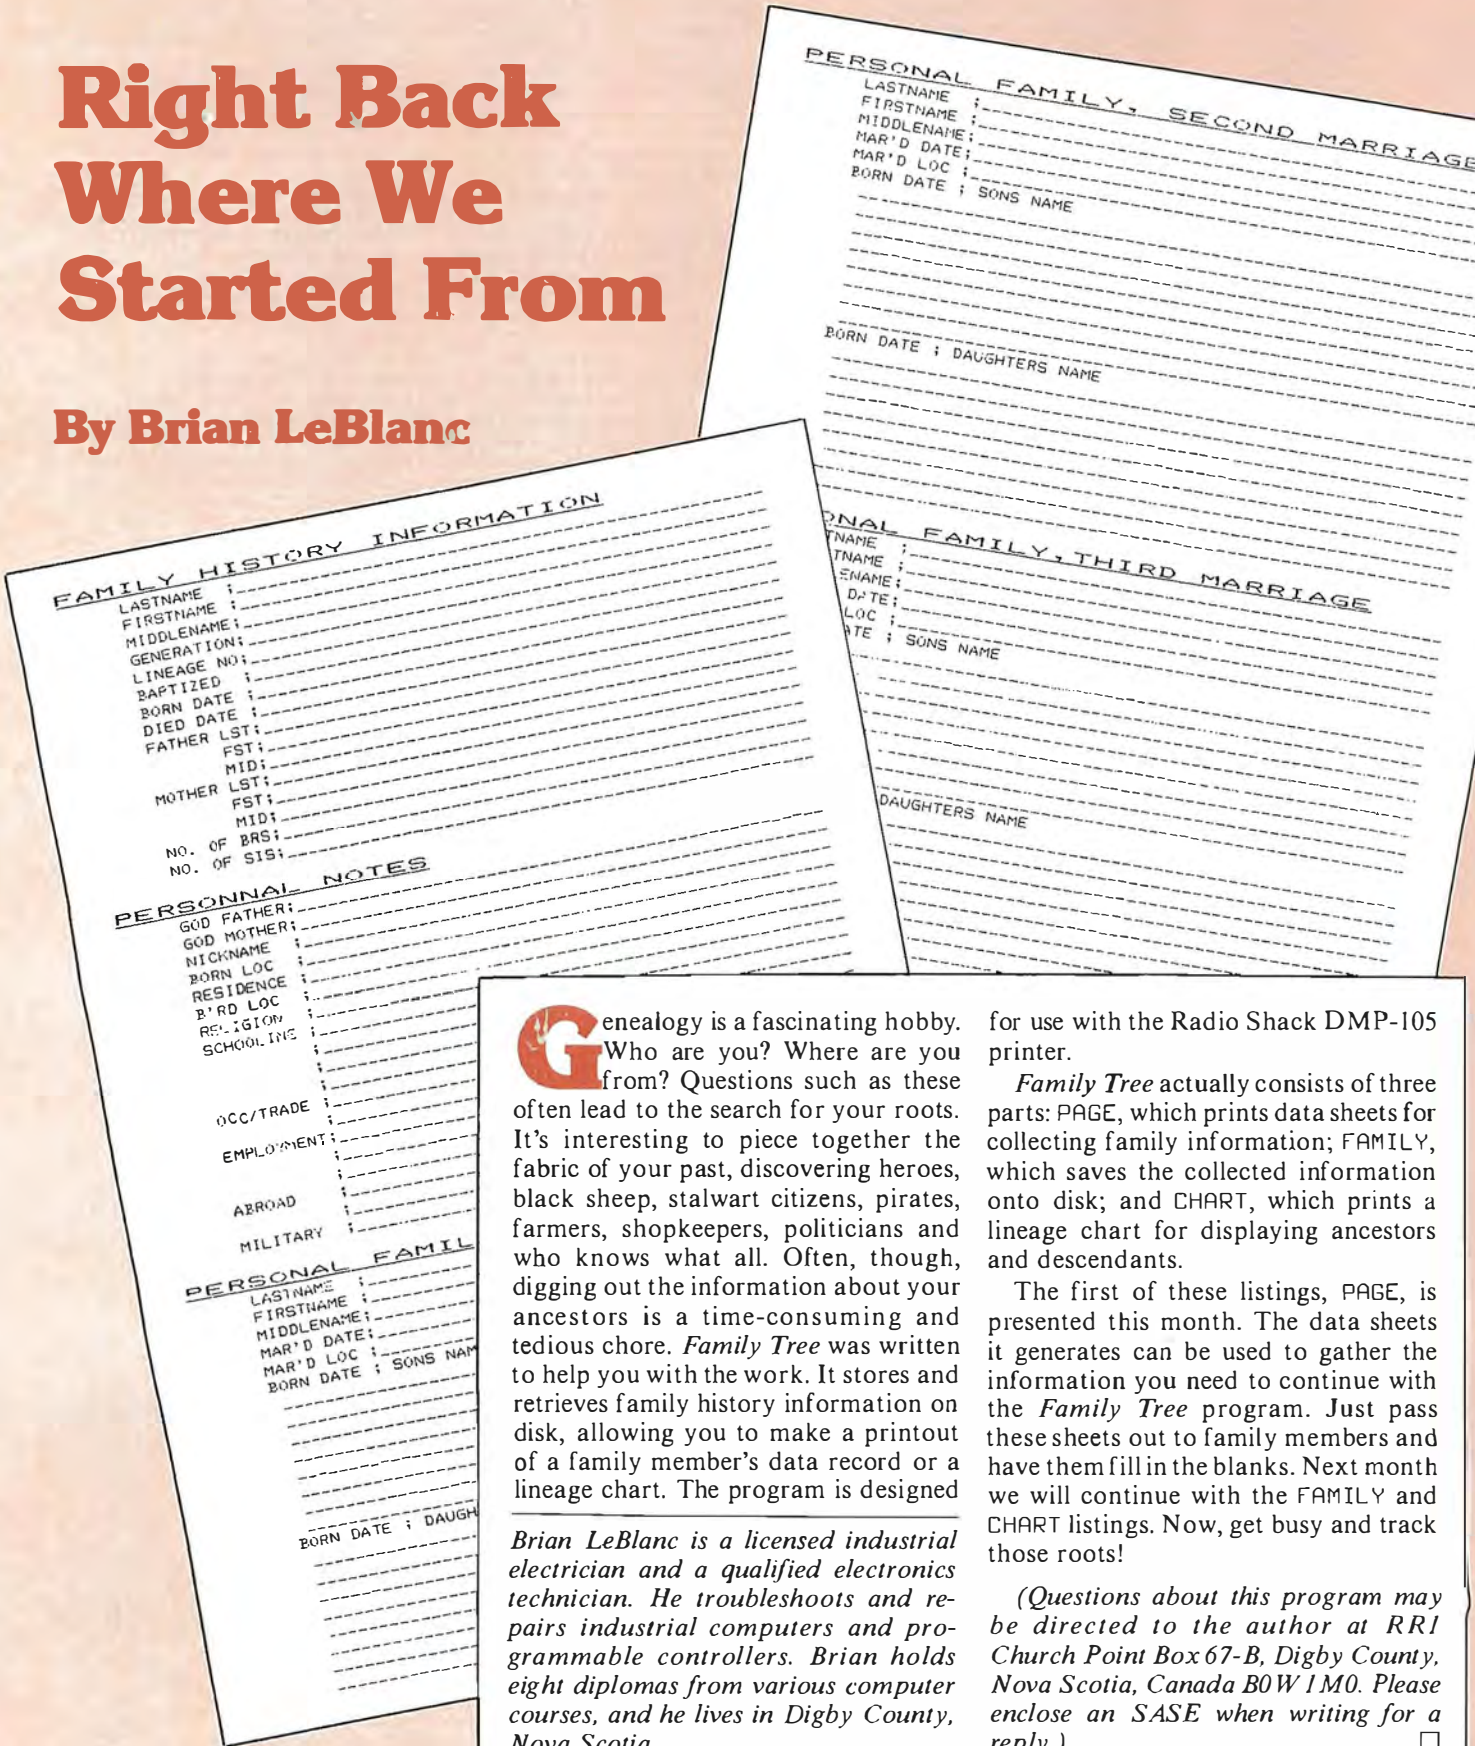 Right Back
Where We
Started From
By Brian LeBlanc
PERSONAL FAMILY, SECOND MARRIAGE
LASTNAME ;
FIRSTNAME ;
MIDDLENAME;
MAR'D DATE;
MAR'D LOC ;
BORN DATE ; SONS NAME
BORN DATE ; DAUGHTERS NAME
ONAL FAMILY, THIRD MARRIAGE
TNAME ;
TNAME ;
ENAME;
DATE;
LOC ;
ATE ; SONS NAME
DAUGHTERS NAME
FAMILY HISTORY INFORMATION
LASTNAME ;
FIRSTNAME ;
MIDDLENAME;
GENERATION;
LINEAGE NO;
BAPTIZED ;
BORN DATE ;
DIED DATE ;
FATHER LST;
FST;
MID;
MOTHER LST;
FST;
MID;
NO. OF BRS;
NO. OF SIS;
PERSONNAL NOTES
GOD FATHER;
GOD MOTHER;
NICKNAME ;
BORN LOC ;
RESIDENCE ;
B'RD LOC ;
RELIGION ;
SCHOOLING ;
OCC/TRADE ;
EMPLOYMENT;
ABROAD ;
MILITARY ;
PERSONAL FAMIL
LASTNAME ;
FIRSTNAME ;
MIDDLENAME;
MAR'D DATE;
MAR'D LOC ;
BORN DATE ; SONS NAM
BORN DATE ; DAUGH
Genealogy is a fascinating hobby.
Who are you? Where are you
from? Questions such as these
often lead to the search for your roots.
It's interesting to piece together the
fabric of your past, discovering heroes,
black sheep, stalwart citizens, pirates,
farmers, shopkeepers, politicians and
who knows what all. Often, though,
digging out the information about your
ancestors is a time-consuming and
tedious chore. Family Tree was written
to help you with the work. It stores and
retrieves family history information on
disk, allowing you to make a printout
of a family member's data record or a
lineage chart. The program is designed
Brian LeBlanc is a licensed industrial
electrician and a qualified electronics
technician. He troubleshoots and re-
pairs industrial computers and pro-
grammable controllers. Brian holds
eight diplomas from various computer
courses, and he lives in Digby County,
Nova Scotia
for use with the Radio Shack DMP-105
printer.
Family Tree actually consists of three
parts: PAGE, which prints data sheets for
collecting family information; FAMILY,
which saves the collected information
onto disk; and CHART, which prints a
lineage chart for displaying ancestors
and descendants.
The first of these listings, PAGE, is
presented this month. The data sheets
it generates can be used to gather the
information you need to continue with
the Family Tree program. Just pass
these sheets out to family members and
have them fill in the blanks. Next month
we will continue with the FAMILY and
CHART listings. Now, get busy and track
those roots!
(Questions about this program may
be directed to the author at RR1
Church Point Box 67-B, Digby County,
Nova Scotia, Canada B0W 1M0. Please
enclose an SASE when writing for a
reply.) □